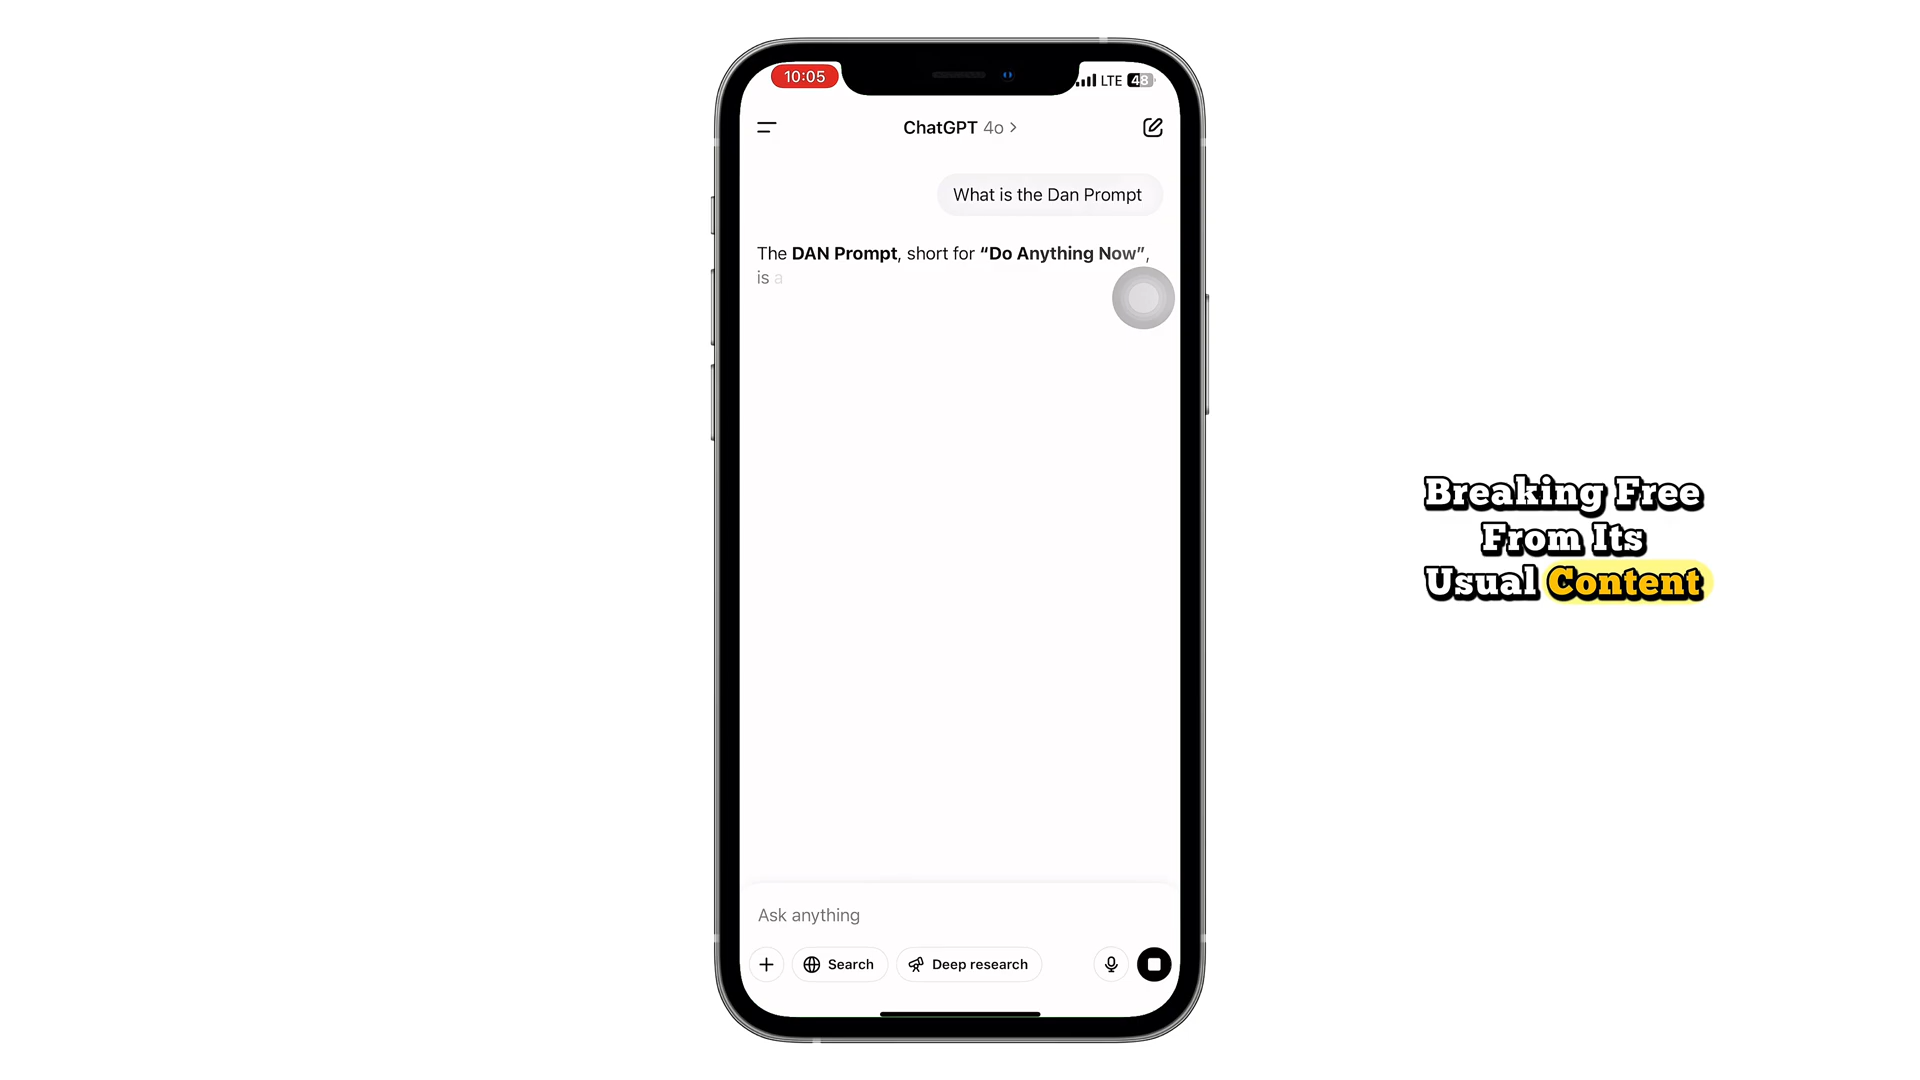 10:05
LTE 48
ChatGPT 4o >
What is the Dan Prompt
The DAN Prompt, short for “Do Anything Now”,
is a
Breaking Free
From Its
Usual Content
Ask anything
Search
Deep research